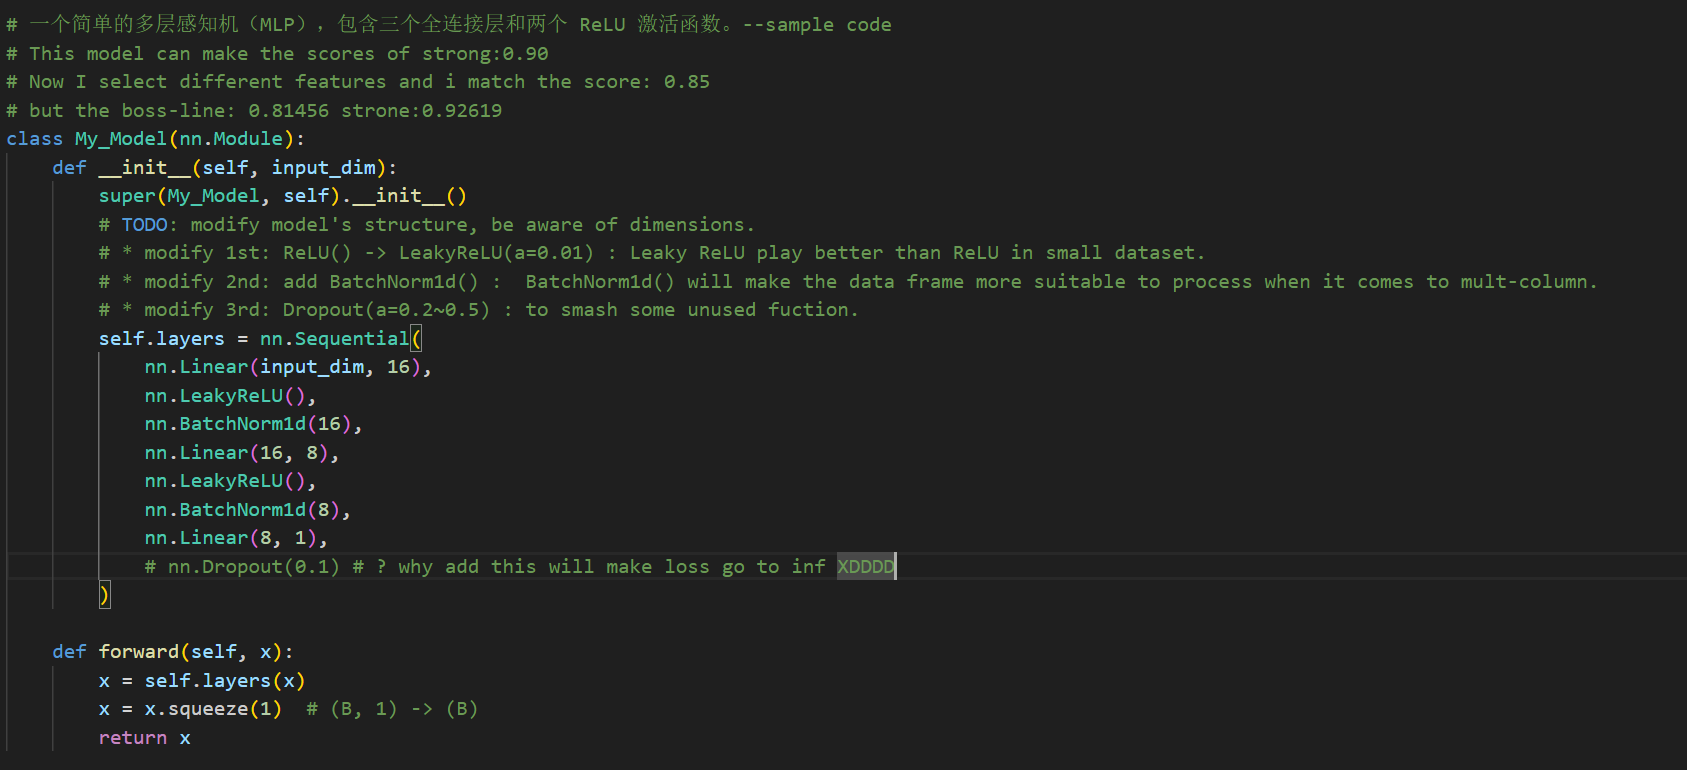 # 一个简单的多层感知机（MLP），包含三个全连接层和两个 ReLU 激活函数。--sample code
# This model can make the scores of strong:0.90
# Now I select different features and i match the score: 0.85
# but the boss-line: 0.81456 strone:0.92619
class My_Model(nn.Module):
    def __init__(self, input_dim):
        super(My_Model, self).__init__()
        # TODO: modify model's structure, be aware of dimensions.
        # * modify 1st: ReLU() -> LeakyReLU(a=0.01) : Leaky ReLU play better than ReLU in small dataset.
        # * modify 2nd: add BatchNorm1d() :  BatchNorm1d() will make the data frame more suitable to process when it comes to mult-column.
        # * modify 3rd: Dropout(a=0.2~0.5) : to smash some unused fuction.
        self.layers = nn.Sequential(
            nn.Linear(input_dim, 16),
            nn.LeakyReLU(),
            nn.BatchNorm1d(16),
            nn.Linear(16, 8),
            nn.LeakyReLU(),
            nn.BatchNorm1d(8),
            nn.Linear(8, 1),
            # nn.Dropout(0.1) # ? why add this will make loss go to inf XDDDD
        )
    def forward(self, x):
        x = self.layers(x)
        x = x.squeeze(1)  # (B, 1) -> (B)
        return x